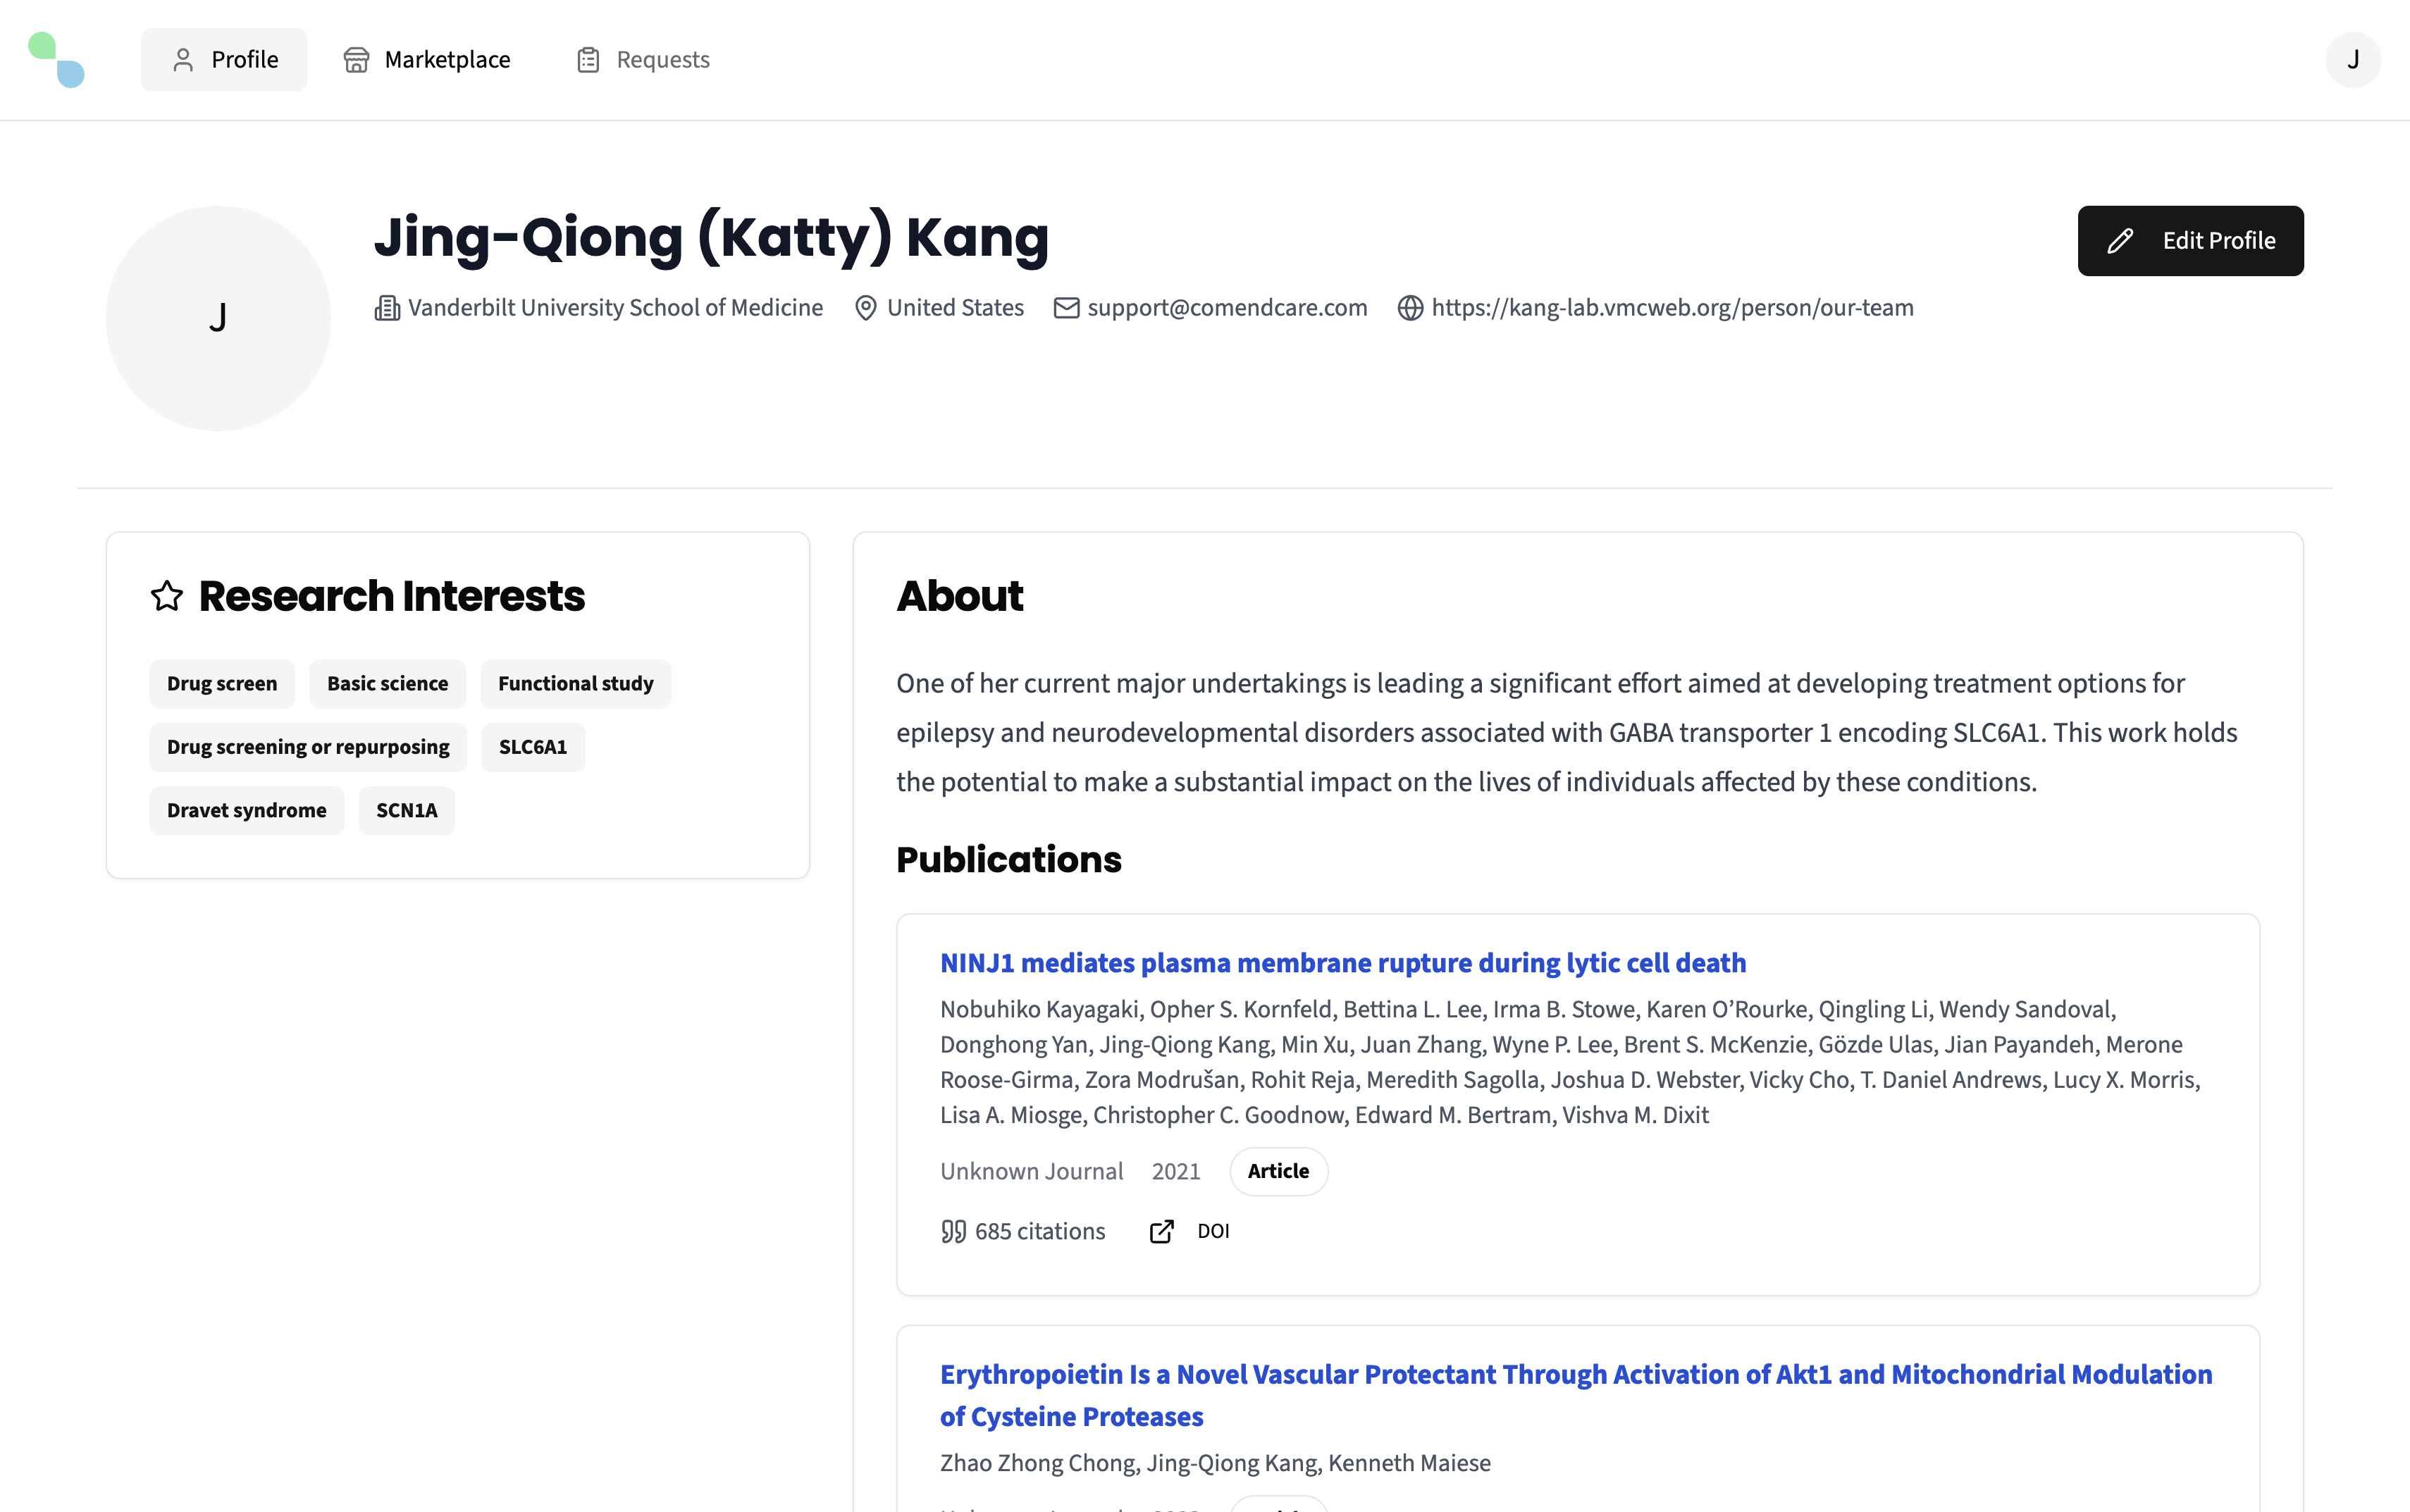 Profile
Marketplace
Requests
J
J
Jing-Qiong (Katty) Kang
Edit Profile
Vanderbilt University School of Medicine
United States
support@comendcare.com
https://kang-lab.vmcweb.org/person/our-team
Research Interests
Drug screen
Basic science
Functional study
Drug screening or repurposing
SLC6A1
Dravet syndrome
SCN1A
About
One of her current major undertakings is leading a significant effort aimed at developing treatment options for
epilepsy and neurodevelopmental disorders associated with GABA transporter 1 encoding SLC6A1. This work holds
the potential to make a substantial impact on the lives of individuals affected by these conditions.
Publications
NINJ1 mediates plasma membrane rupture during lytic cell death
Nobuhiko Kayagaki, Opher S. Kornfeld, Bettina L. Lee, Irma B. Stowe, Karen O’Rourke, Qingling Li, Wendy Sandoval,
Donghong Yan, Jing-Qiong Kang, Min Xu, Juan Zhang, Wyne P. Lee, Brent S. McKenzie, Gözde Ulas, Jian Payandeh, Merone
Roose-Girma, Zora Modrušan, Rohit Reja, Meredith Sagolla, Joshua D. Webster, Vicky Cho, T. Daniel Andrews, Lucy X. Morris,
Lisa A. Miosge, Christopher C. Goodnow, Edward M. Bertram, Vishva M. Dixit
Unknown Journal 2021 Article
685 citations DOI
Erythropoietin Is a Novel Vascular Protectant Through Activation of Akt1 and Mitochondrial Modulation
of Cysteine Proteases
Zhao Zhong Chong, Jing-Qiong Kang, Kenneth Maiese